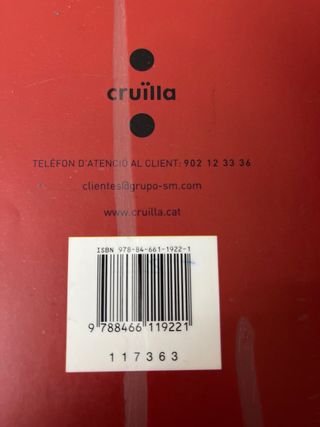 cruïlla
TELÈFON D'ATENCIÓ AL CLIENT: 902 12 33 36
clientes@grupo-sm.com
www.cruilla.cat
ISBN 978-84-661-1922-1
9 788466 119221
117363